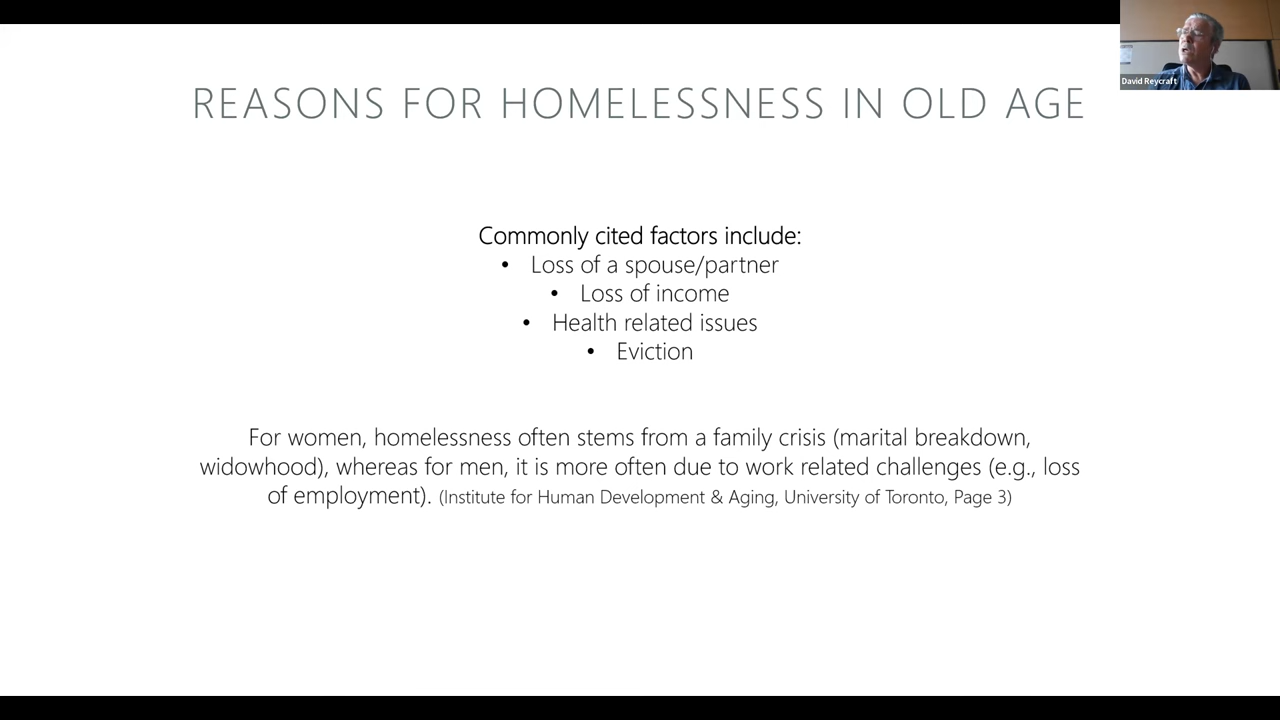 REASONS FOR HOMELESSNESS IN OLD AGE
David Reycraft
Commonly cited factors include:
• Loss of a spouse/partner
• Loss of income
• Health related issues
• Eviction
For women, homelessness often stems from a family crisis (marital breakdown,
widowhood), whereas for men, it is more often due to work related challenges (e.g., loss
of employment). (Institute for Human Development & Aging, University of Toronto, Page 3)